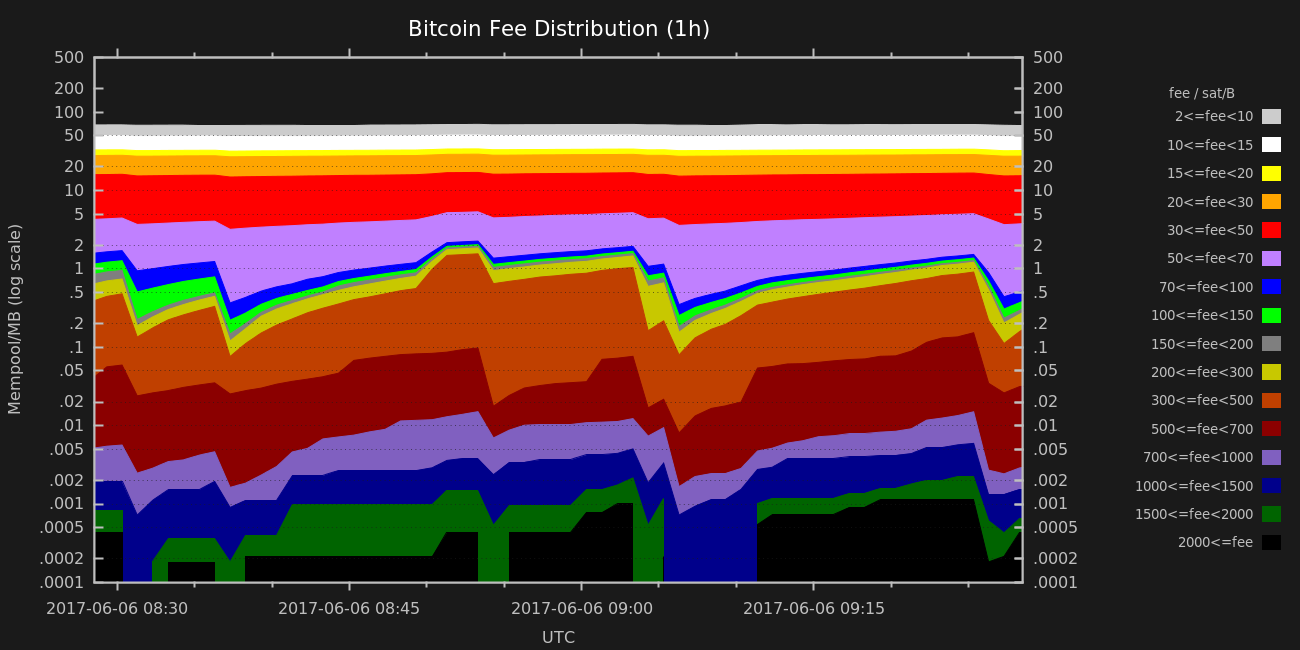 Bitcoin Fee Distribution (1h)
500
200
100
50
20
10
5
2
1
.5
.2
.1
.05
.02
.01
.005
.002
.001
.0005
.0002
.0001
Mempool/MB (log scale)
500
200
100
50
20
10
5
2
1
.5
.2
.1
.05
.02
.01
.005
.002
.001
.0005
.0002
.0001
2017-06-06 08:30
2017-06-06 08:45
2017-06-06 09:00
2017-06-06 09:15
UTC
fee / sat/B
2<=fee<10
10<=fee<15
15<=fee<20
20<=fee<30
30<=fee<50
50<=fee<70
70<=fee<100
100<=fee<150
150<=fee<200
200<=fee<300
300<=fee<500
500<=fee<700
700<=fee<1000
1000<=fee<1500
1500<=fee<2000
2000<=fee